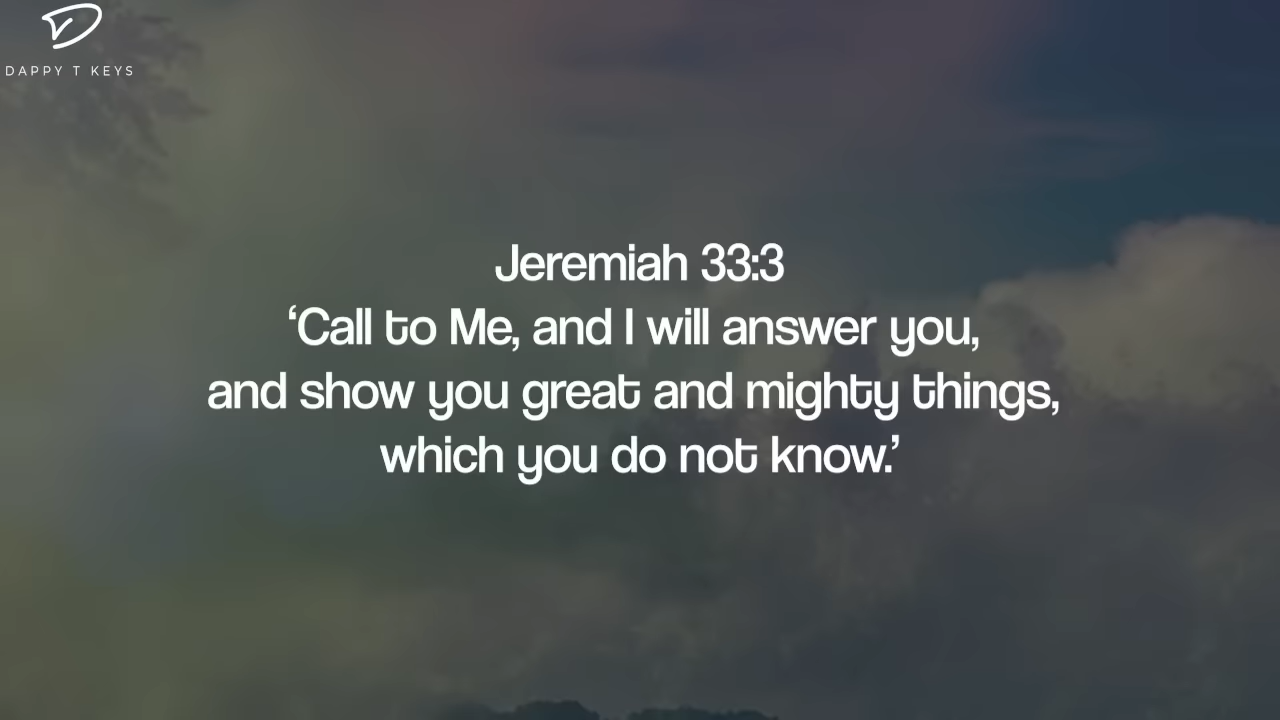 DAPPY T KEYS
Jeremiah 33:3
‘Call to Me, and I will answer you,
and show you great and mighty things,
which you do not know.’